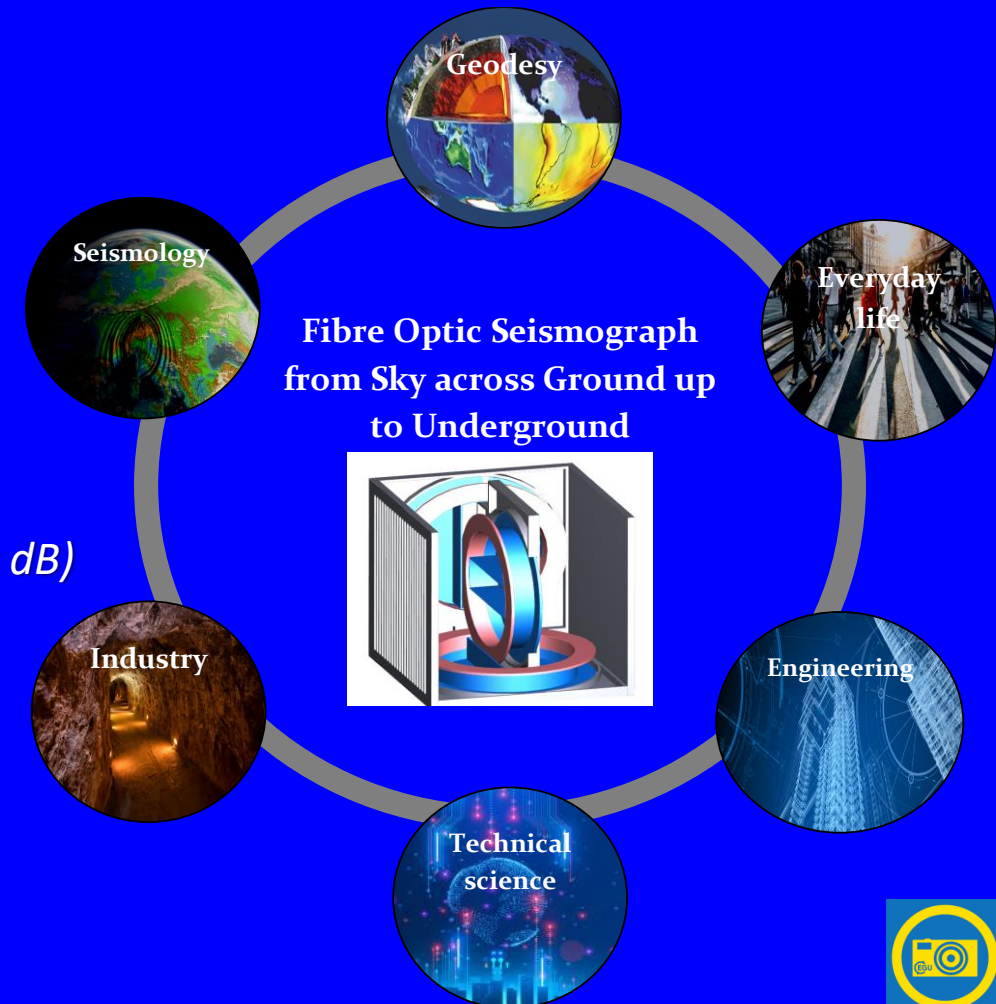 Geodesy
Seismology
Everyday
life
Fibre Optic Seismograph
from Sky across Ground up
to Underground
dB)
Industry
Engineering
Technical
science
EGU